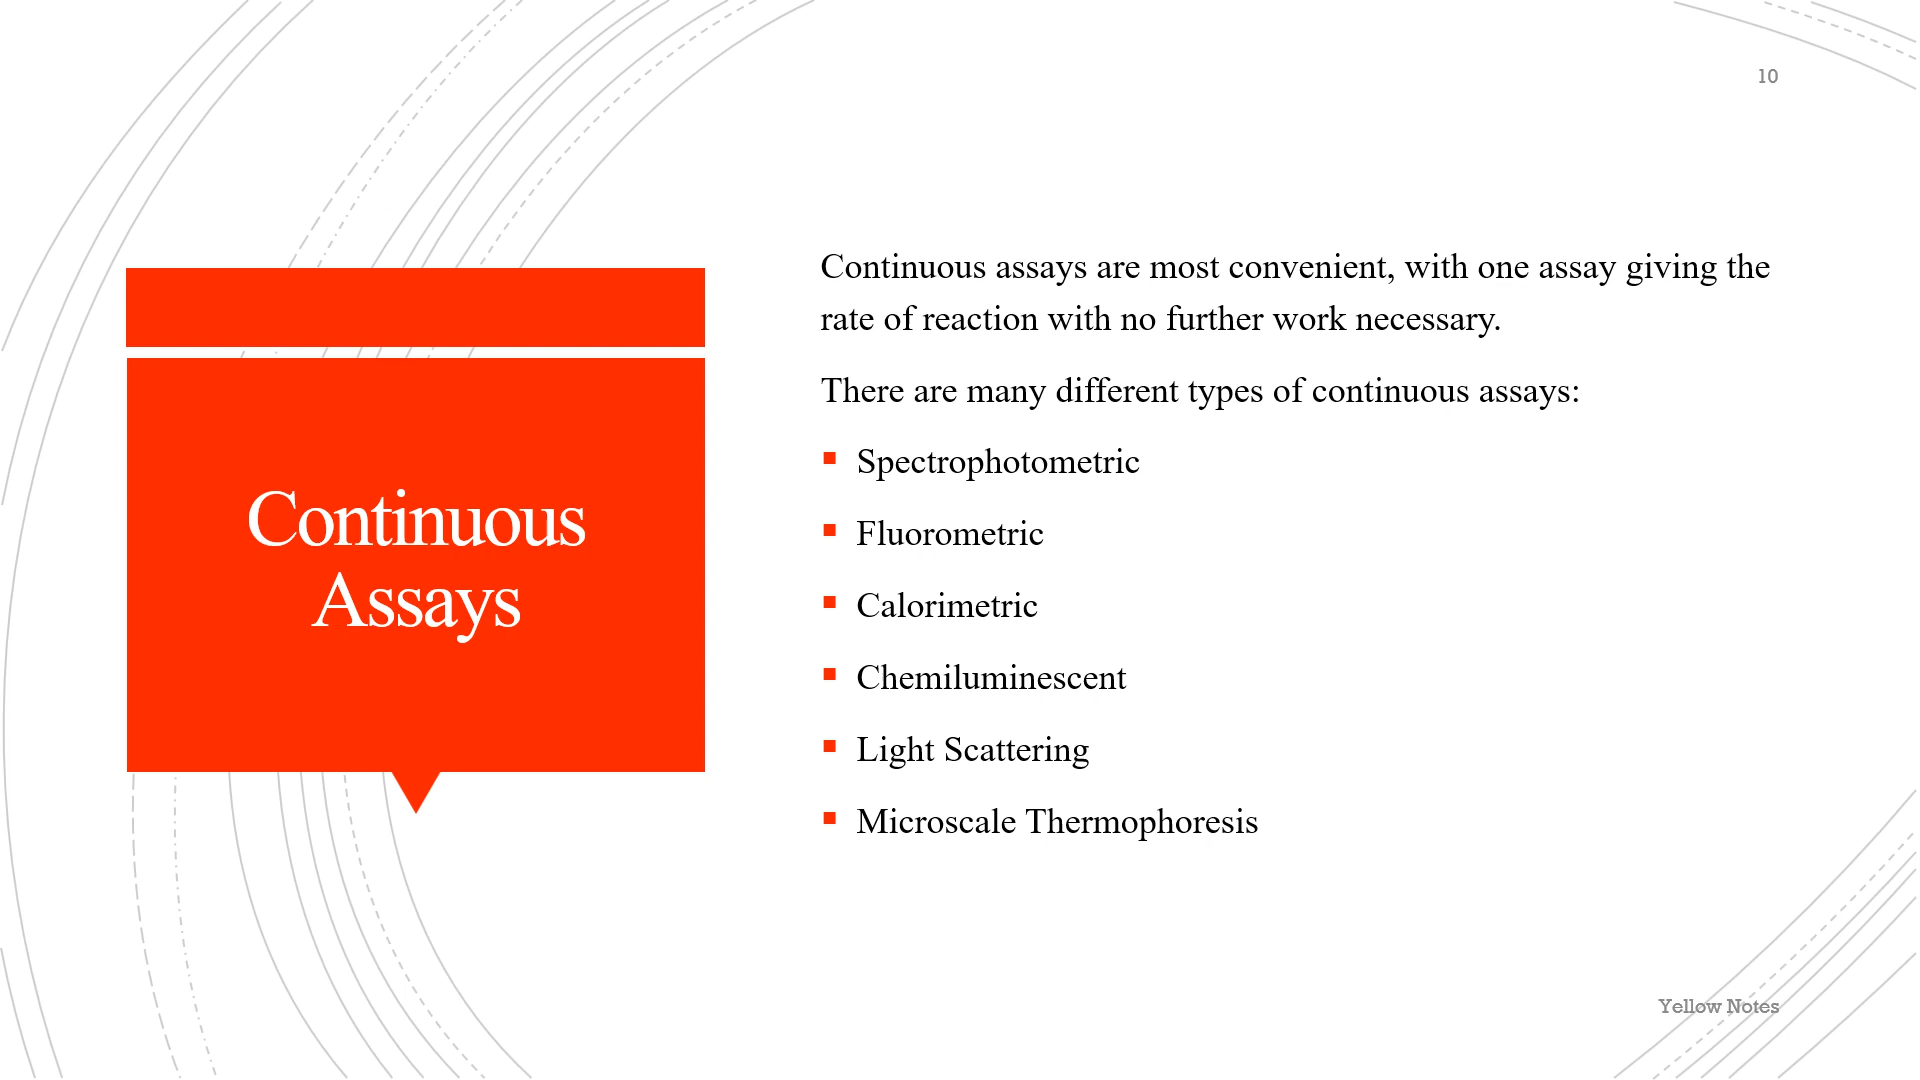 10
Continuous
Assays
Continuous assays are most convenient, with one assay giving the
rate of reaction with no further work necessary.
There are many different types of continuous assays:
Spectrophotometric
Fluorometric
Calorimetric
Chemiluminescent
Light Scattering
Microscale Thermophoresis
Yellow Notes